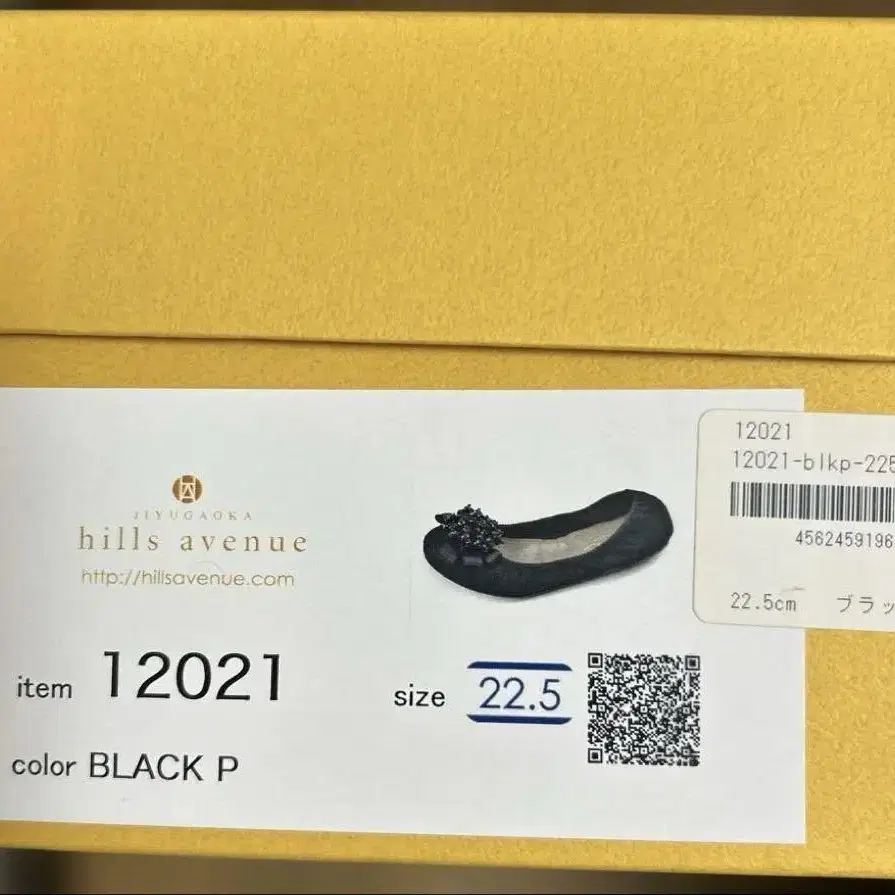 JIYUGAOKA
hills avenue
http://hillsavenue.com
item 12021
size 22.5
color BLACK P
12021
12021-blkp-225
4562459196
22.5cm ブラッ